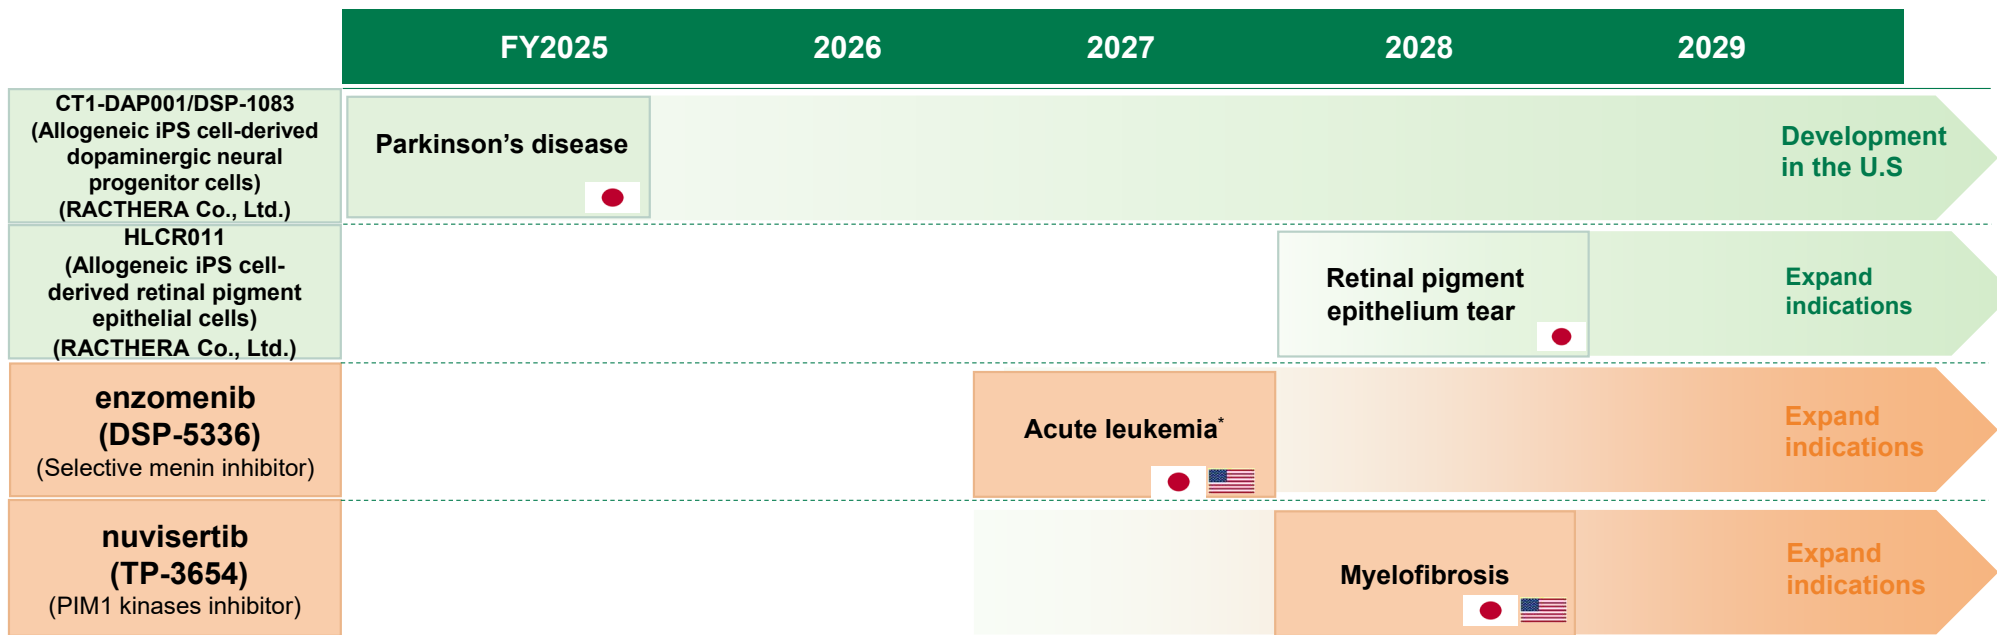 FY2025 2026 2027 2028 2029
CT1-DAP001/DSP-1083
(Allogeneic iPS cell-derived
dopaminergic neural
progenitor cells)
(RACTHERA Co., Ltd.)
Parkinson's disease
Development
in the U.S
HLCR011
(Allogeneic iPS cell-
derived retinal pigment
epithelial cells)
(RACTHERA Co., Ltd.)
Retinal pigment
epithelium tear
Expand
indications
enzomenib
(DSP-5336)
(Selective menin inhibitor)
Acute leukemia*
Expand
indications
nuvisertib
(TP-3654)
(PIM1 kinases inhibitor)
Myelofibrosis
Expand
indications